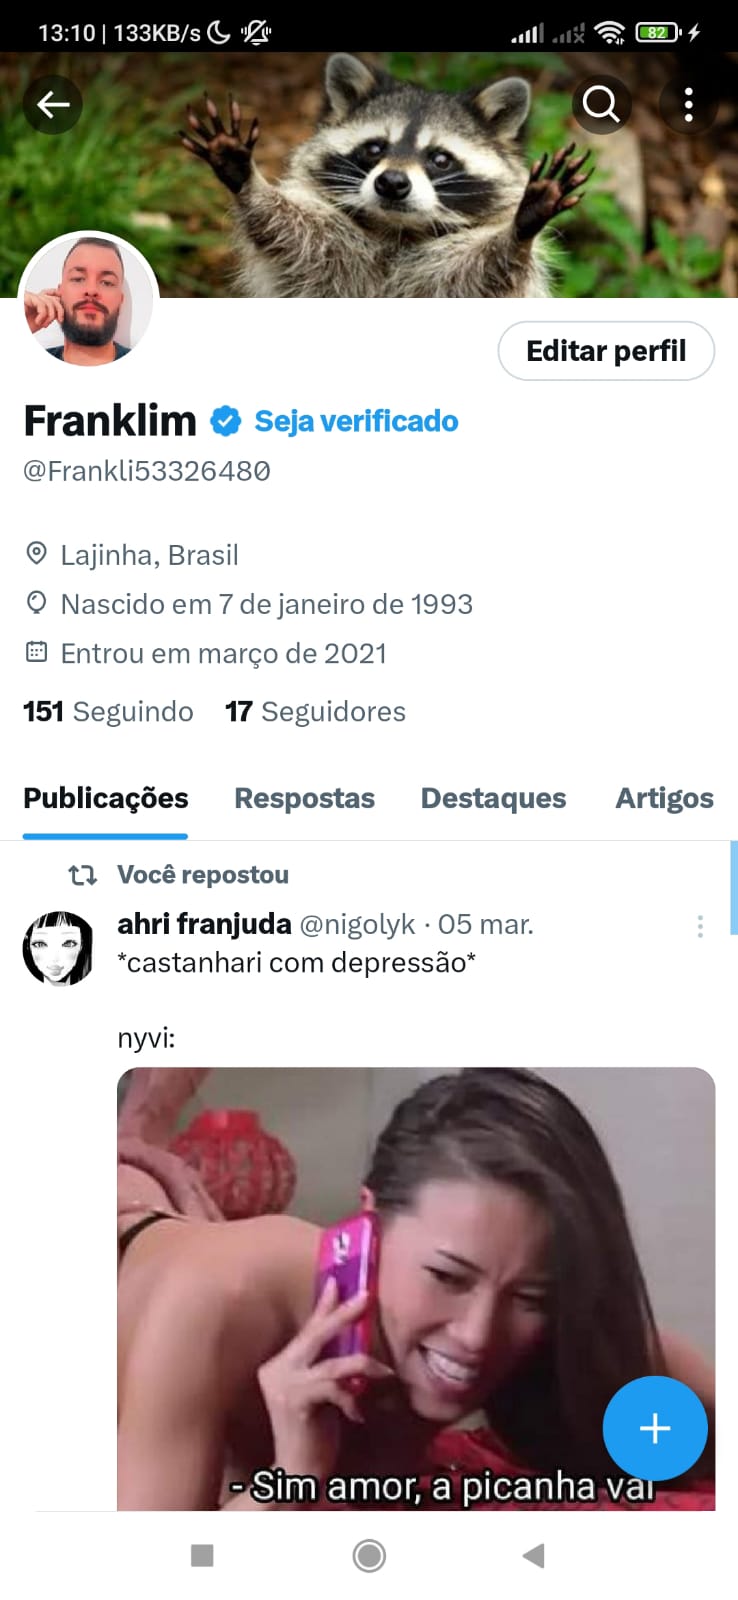 13:10 | 133KB/s
82
Editar perfil
Franklim Seja verificado
@Frankli53326480
Lajinha, Brasil
Nascido em 7 de janeiro de 1993
Entrou em março de 2021
151 Seguindo 17 Seguidores
Publicações Respostas Destaques Artigos
Você repostou
ahri franjuda @nigolyk · 05 mar.
*castanhari com depressão*
nyvi:
- Sim amor, a picanha vai